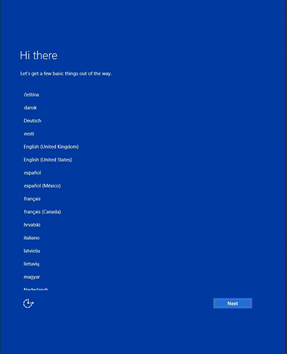 Hi there
Let's get a few basic things out of the way.
čeština
dansk
Deutsch
eesti
English (United Kingdom)
English (United States)
español
español (México)
français
français (Canada)
hrvatski
italiano
latviešu
lietuvių
magyar
Nederlands
Next